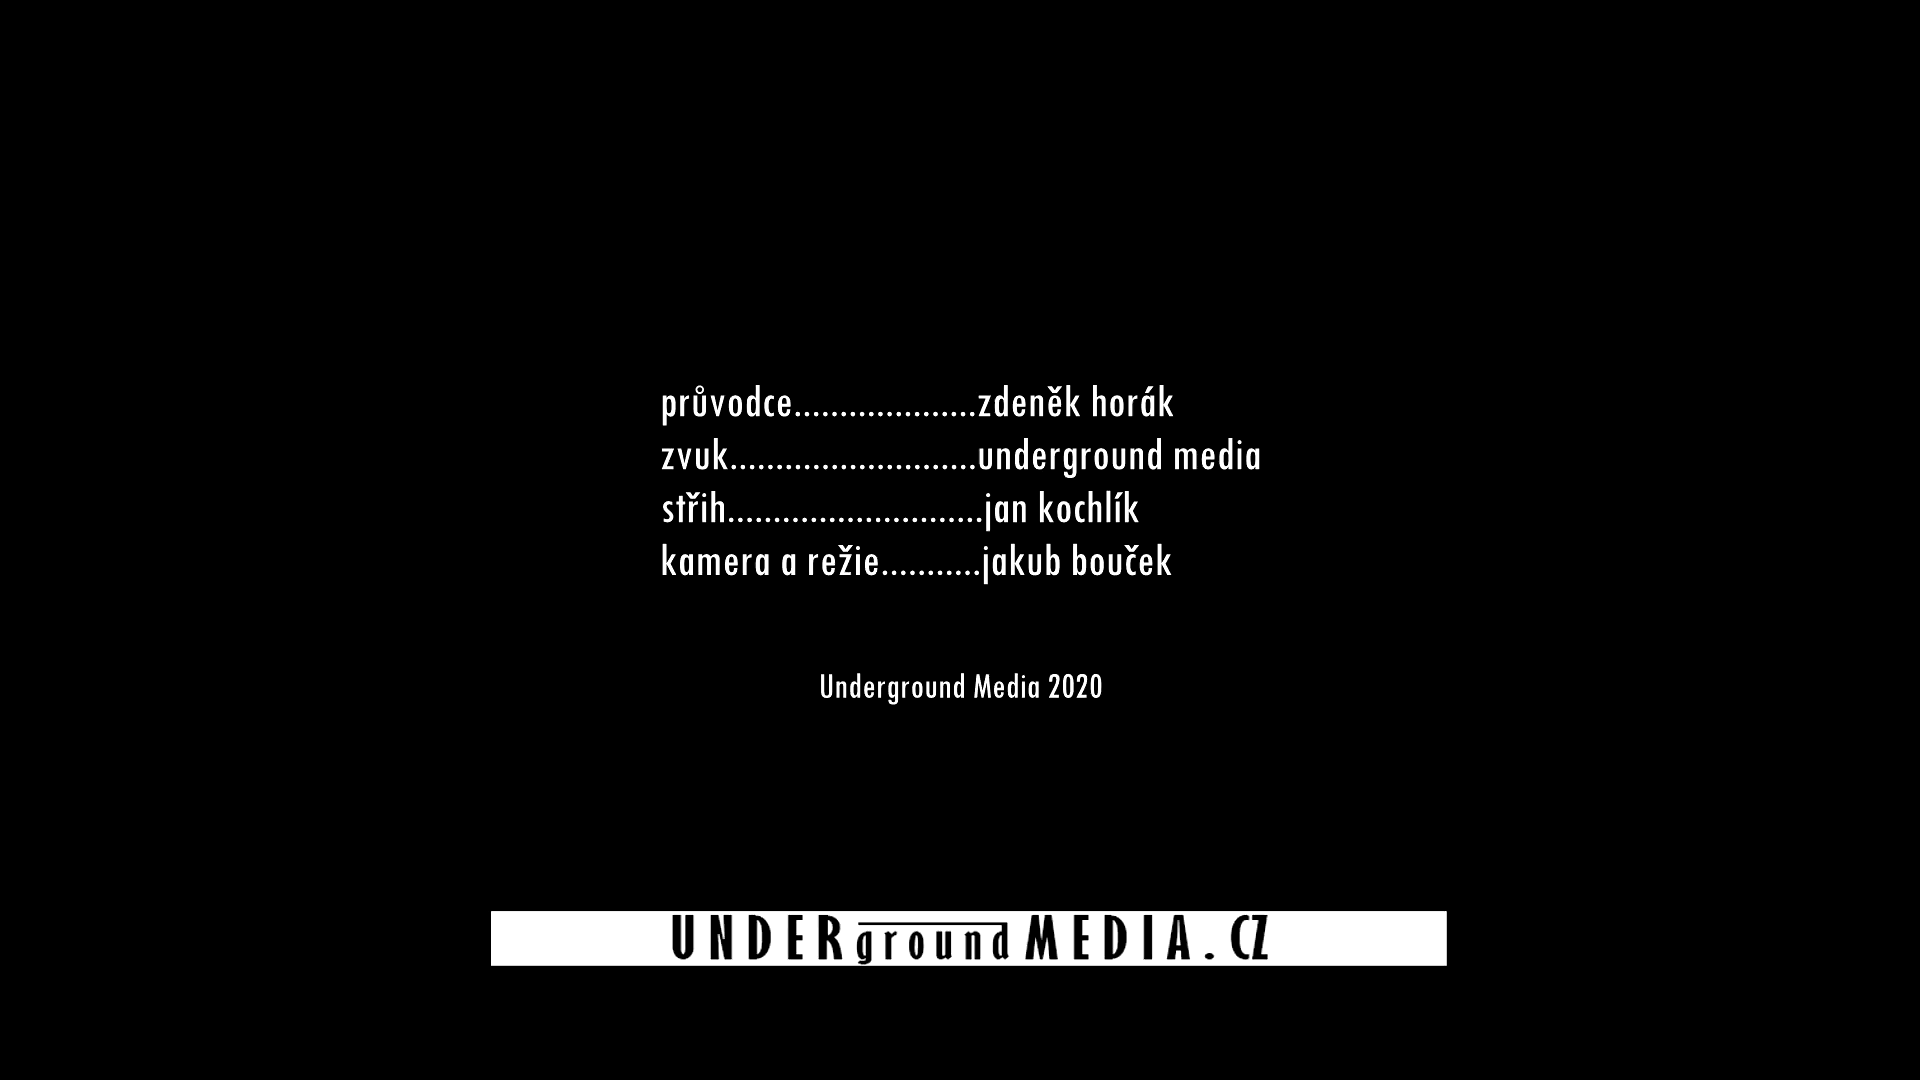 průvodce....................zdeněk horák
zvuk...........................underground media
střih............................jan kochlík
kamera a režie...........jakub bouček
Underground Media 2020
UNDERgroundMEDIA.CZ